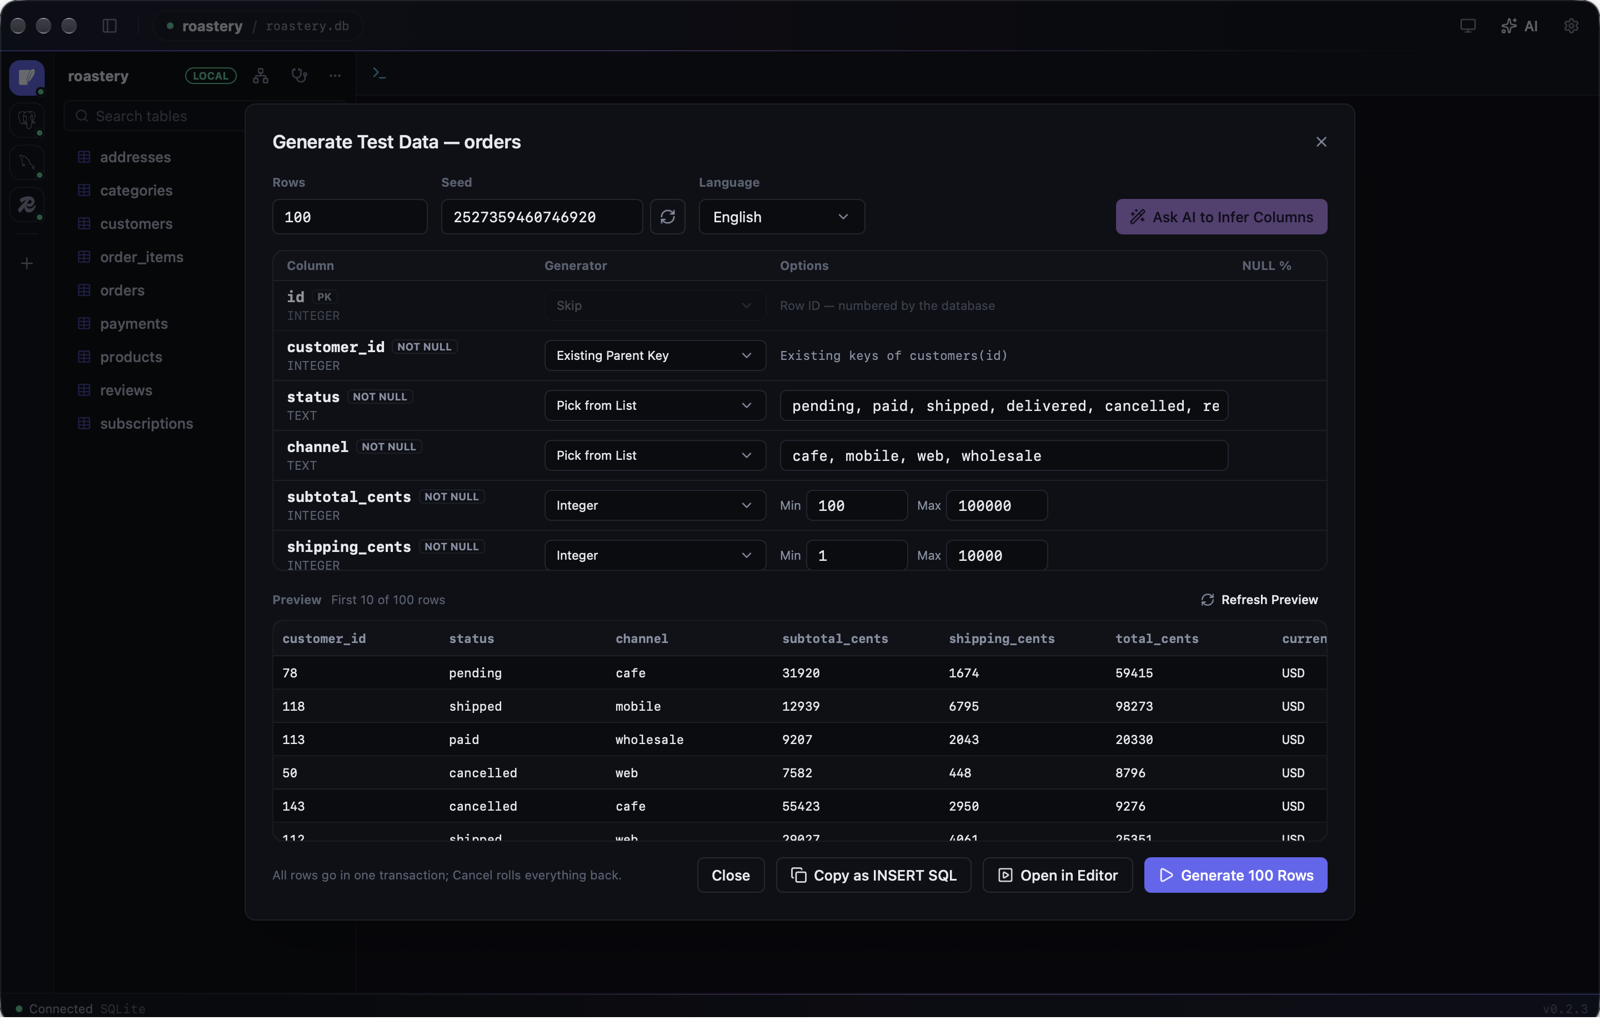 roastery / roastery.db
AI
roastery LOCAL
Search tables
addresses
categories
customers
order_items
orders
payments
products
reviews
subscriptions
Generate Test Data — orders
Rows Seed Language
100 2527359460746920 English Ask AI to Infer Columns
Column Generator Options NULL %
id PK
INTEGER
Skip Row ID — numbered by the database
customer_id NOT NULL
INTEGER
Existing Parent Key Existing keys of customers(id)
status NOT NULL
TEXT
Pick from List pending, paid, shipped, delivered, cancelled, re
channel NOT NULL
TEXT
Pick from List cafe, mobile, web, wholesale
subtotal_cents NOT NULL
INTEGER
Integer Min 100 Max 100000
shipping_cents NOT NULL
INTEGER
Integer Min 1 Max 10000
Preview First 10 of 100 rows Refresh Preview
customer_id status channel subtotal_cents shipping_cents total_cents curren
78 pending cafe 31920 1674 59415 USD
118 shipped mobile 12939 6795 98273 USD
113 paid wholesale 9207 2043 20330 USD
50 cancelled web 7582 448 8796 USD
143 cancelled cafe 55423 2950 9276 USD
112 shipped web 29027 4061 25351 USD
All rows go in one transaction; Cancel rolls everything back.
Close Copy as INSERT SQL Open in Editor Generate 100 Rows
Connected SQLite v0.2.3